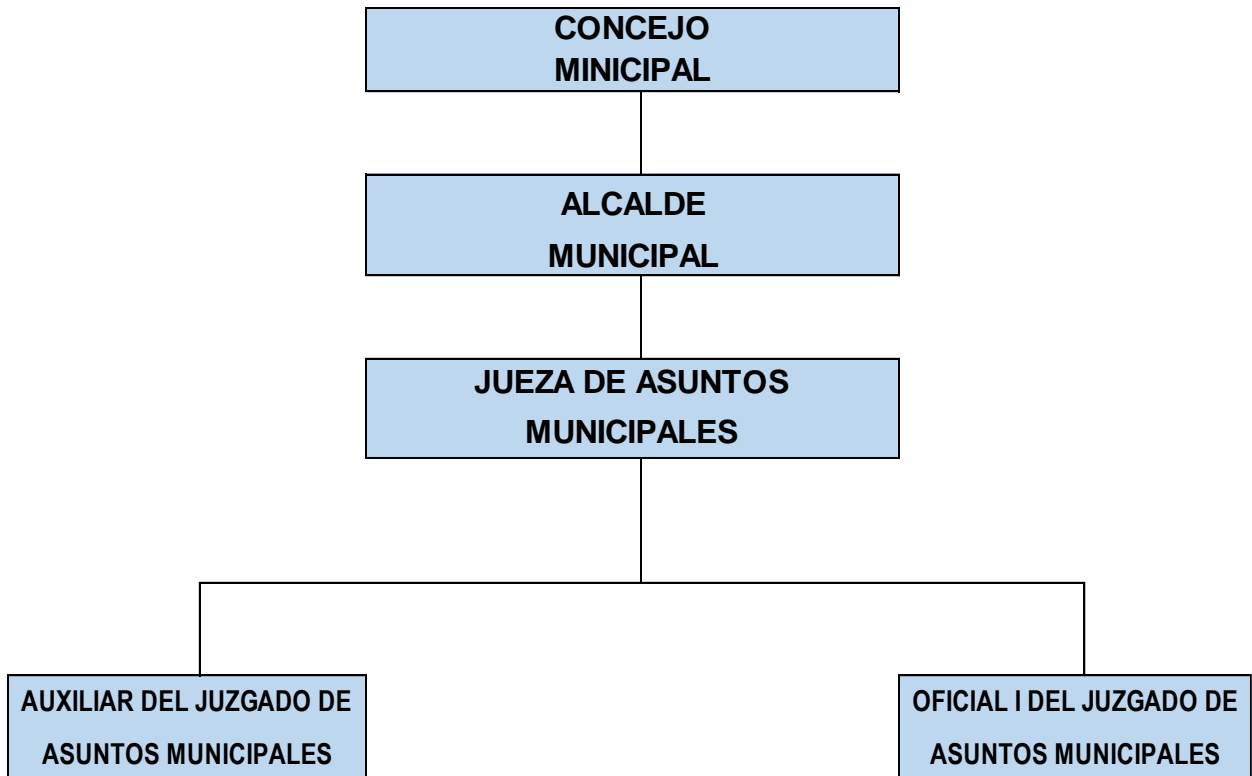 CONCEJO
MINICIPAL
ALCALDE
MUNICIPAL
JUEZA DE ASUNTOS
MUNICIPALES
AUXILIAR DEL JUZGADO DE
ASUNTOS MUNICIPALES
OFICIAL I DEL JUZGADO DE
ASUNTOS MUNICIPALES